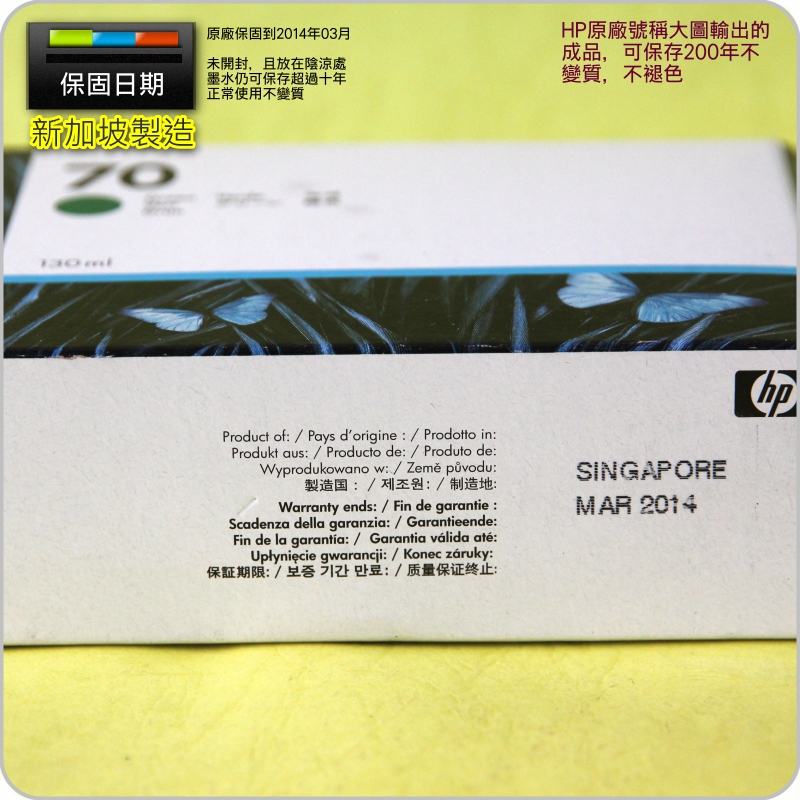 保固日期
新加坡製造
原廠保固到2014年03月
未開封，且放在陰涼處
墨水仍可保存超過十年
正常使用不變質
HP原廠號稱大圖輸出的
成品，可保存200年不
變質，不褪色
70
130ml
hp
Product of: / Pays d'origine : / Prodotto in:
Produkt aus: / Producto de: / Produto de:
Wyprodukowano w: / Země původu:
製造国 : / 제조원: / 制造地:
SINGAPORE
MAR 2014
Warranty ends: / Fin de garantie :
Scadenza della garanzia: / Garantieende:
Fin de la garantía: / Garantia válida até:
Upłynięcie gwarancji: / Konec záruky:
保証期限: / 보증 기간 만료: / 质量保证终止: